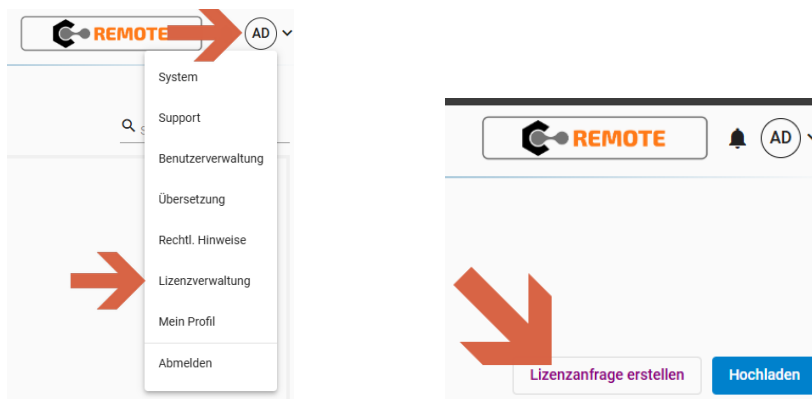 REMOTE
AD
System
Support
Benutzerverwaltung
Übersetzung
Rechtl. Hinweise
Lizenzverwaltung
Mein Profil
Abmelden
REMOTE
AD
Lizenzanfrage erstellen
Hochladen